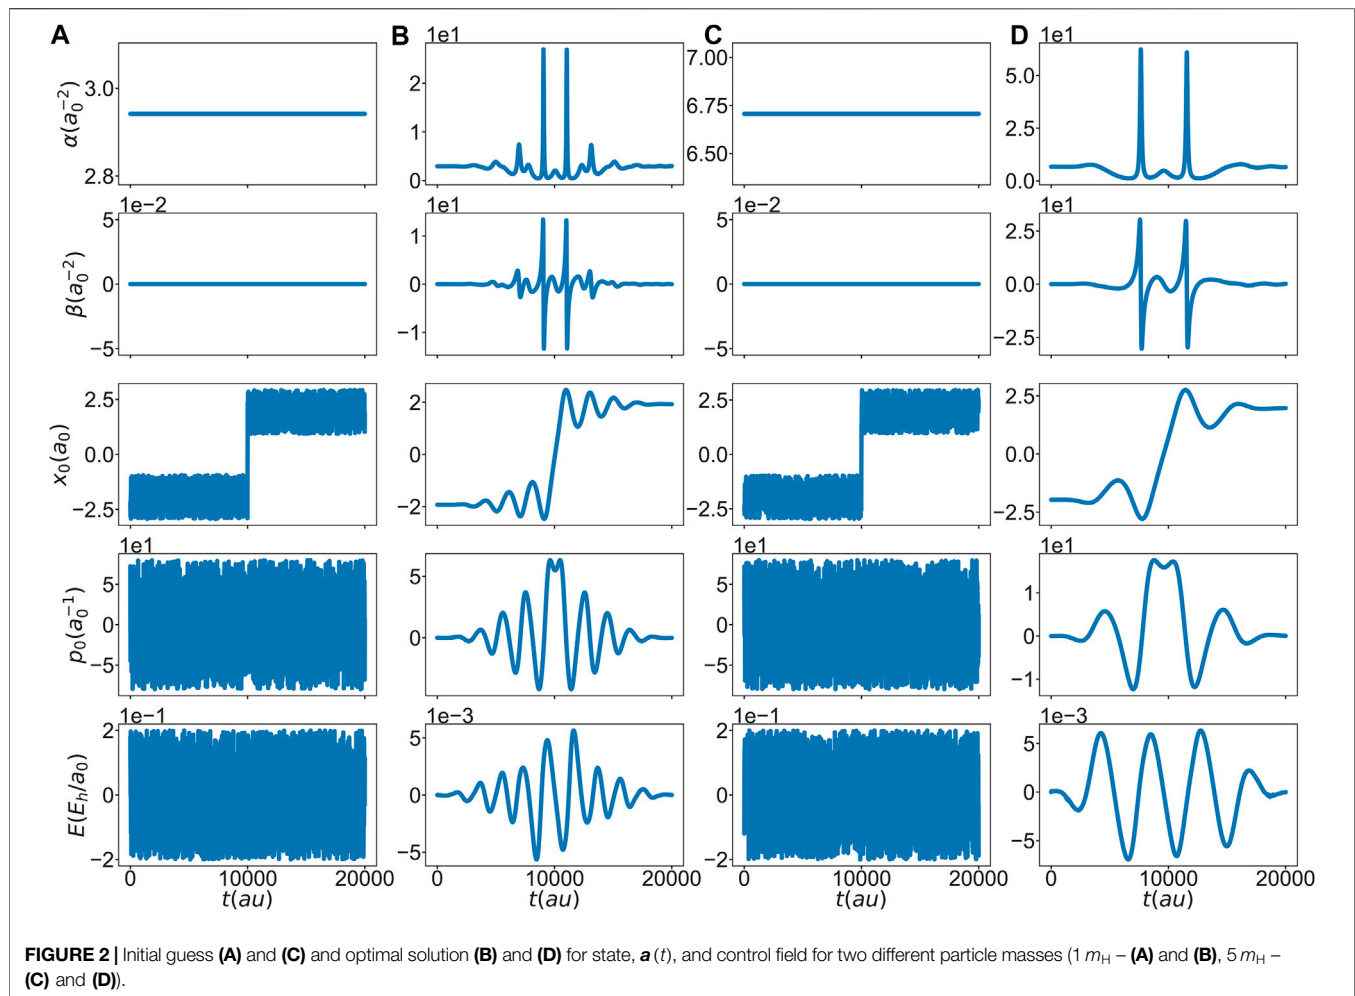 A B C D
1e1 7.00 1e1
3.0 2 6.75 5.0
α(a₀⁻²) 1 2.5
2.8 0 6.50 0.0
1e−2 1e1 1e−2 1e1
5 1 5 2.5
β(a₀⁻²) 0 0 0 0.0
−5 −1 −5 −2.5
2.5 2 2.5 2.5
x₀(a₀) 0.0 0 0.0 0.0
−2.5 −2 −2.5 −2.5
1e1 1e1 1e1
5 5 5 1
p₀(a₀⁻¹) 0 0 0 0
−5 −5 −1
1e−1 1e−3 1e−1 1e−3
2 5 2 5
E(Eₕ/a₀) 0 0 0 0
−2 −5 −2 −5
0 10000 20000 0 10000 20000 0 10000 20000 0 10000 20000
t(au) t(au) t(au) t(au)
FIGURE 2 | Initial guess (A) and (C) and optimal solution (B) and (D) for state, a (t), and control field for two different particle masses (1 m_H – (A) and (B), 5 m_H –
(C) and (D)).